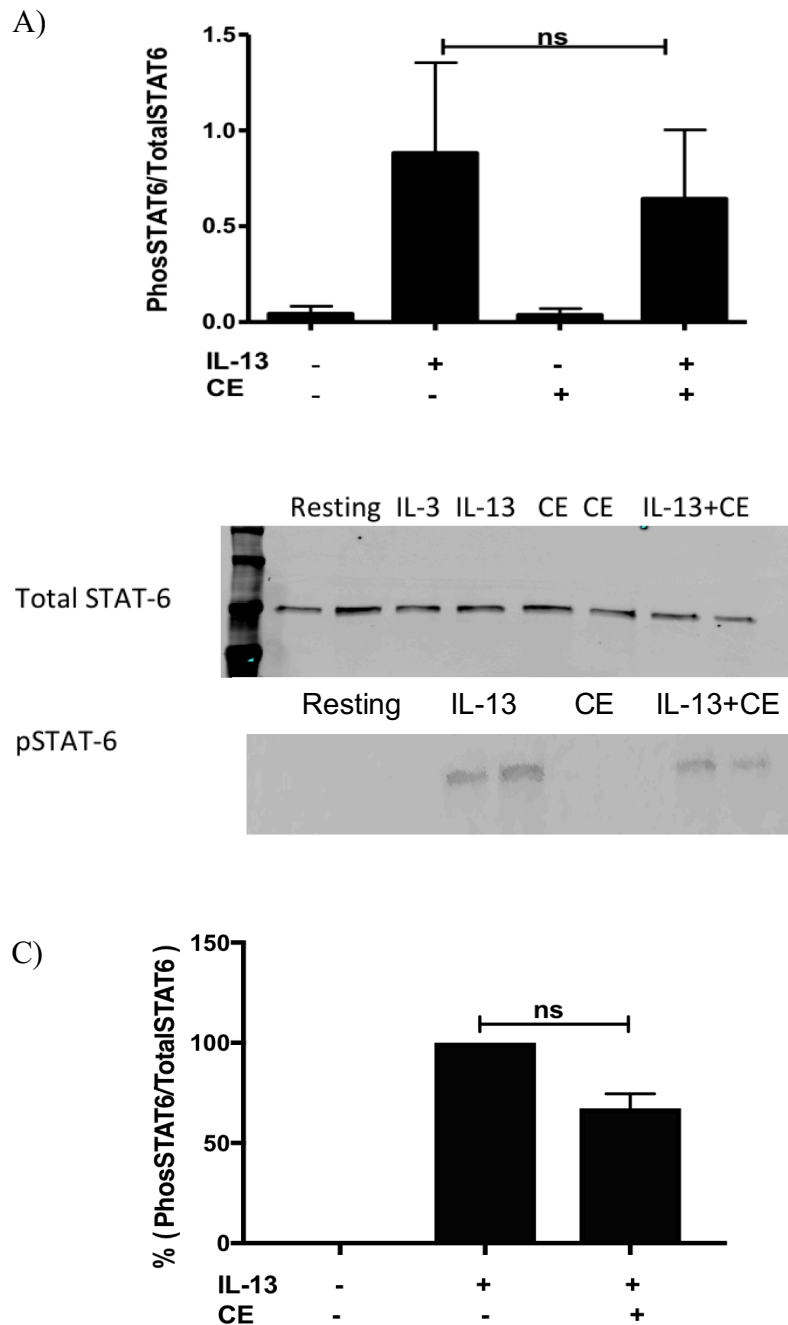 A)
PhosSTAT6/TotalSTAT6
1.5
1.0
0.5
0.0
ns
IL-13 - + - +
CE - - + +
Resting IL-3 IL-13 CE CE IL-13+CE
Total STAT-6
Resting IL-13 CE IL-13+CE
pSTAT-6
C)
% ( PhosSTAT6/TotalSTAT6 )
150
100
50
0
ns
IL-13 - + +
CE - - +